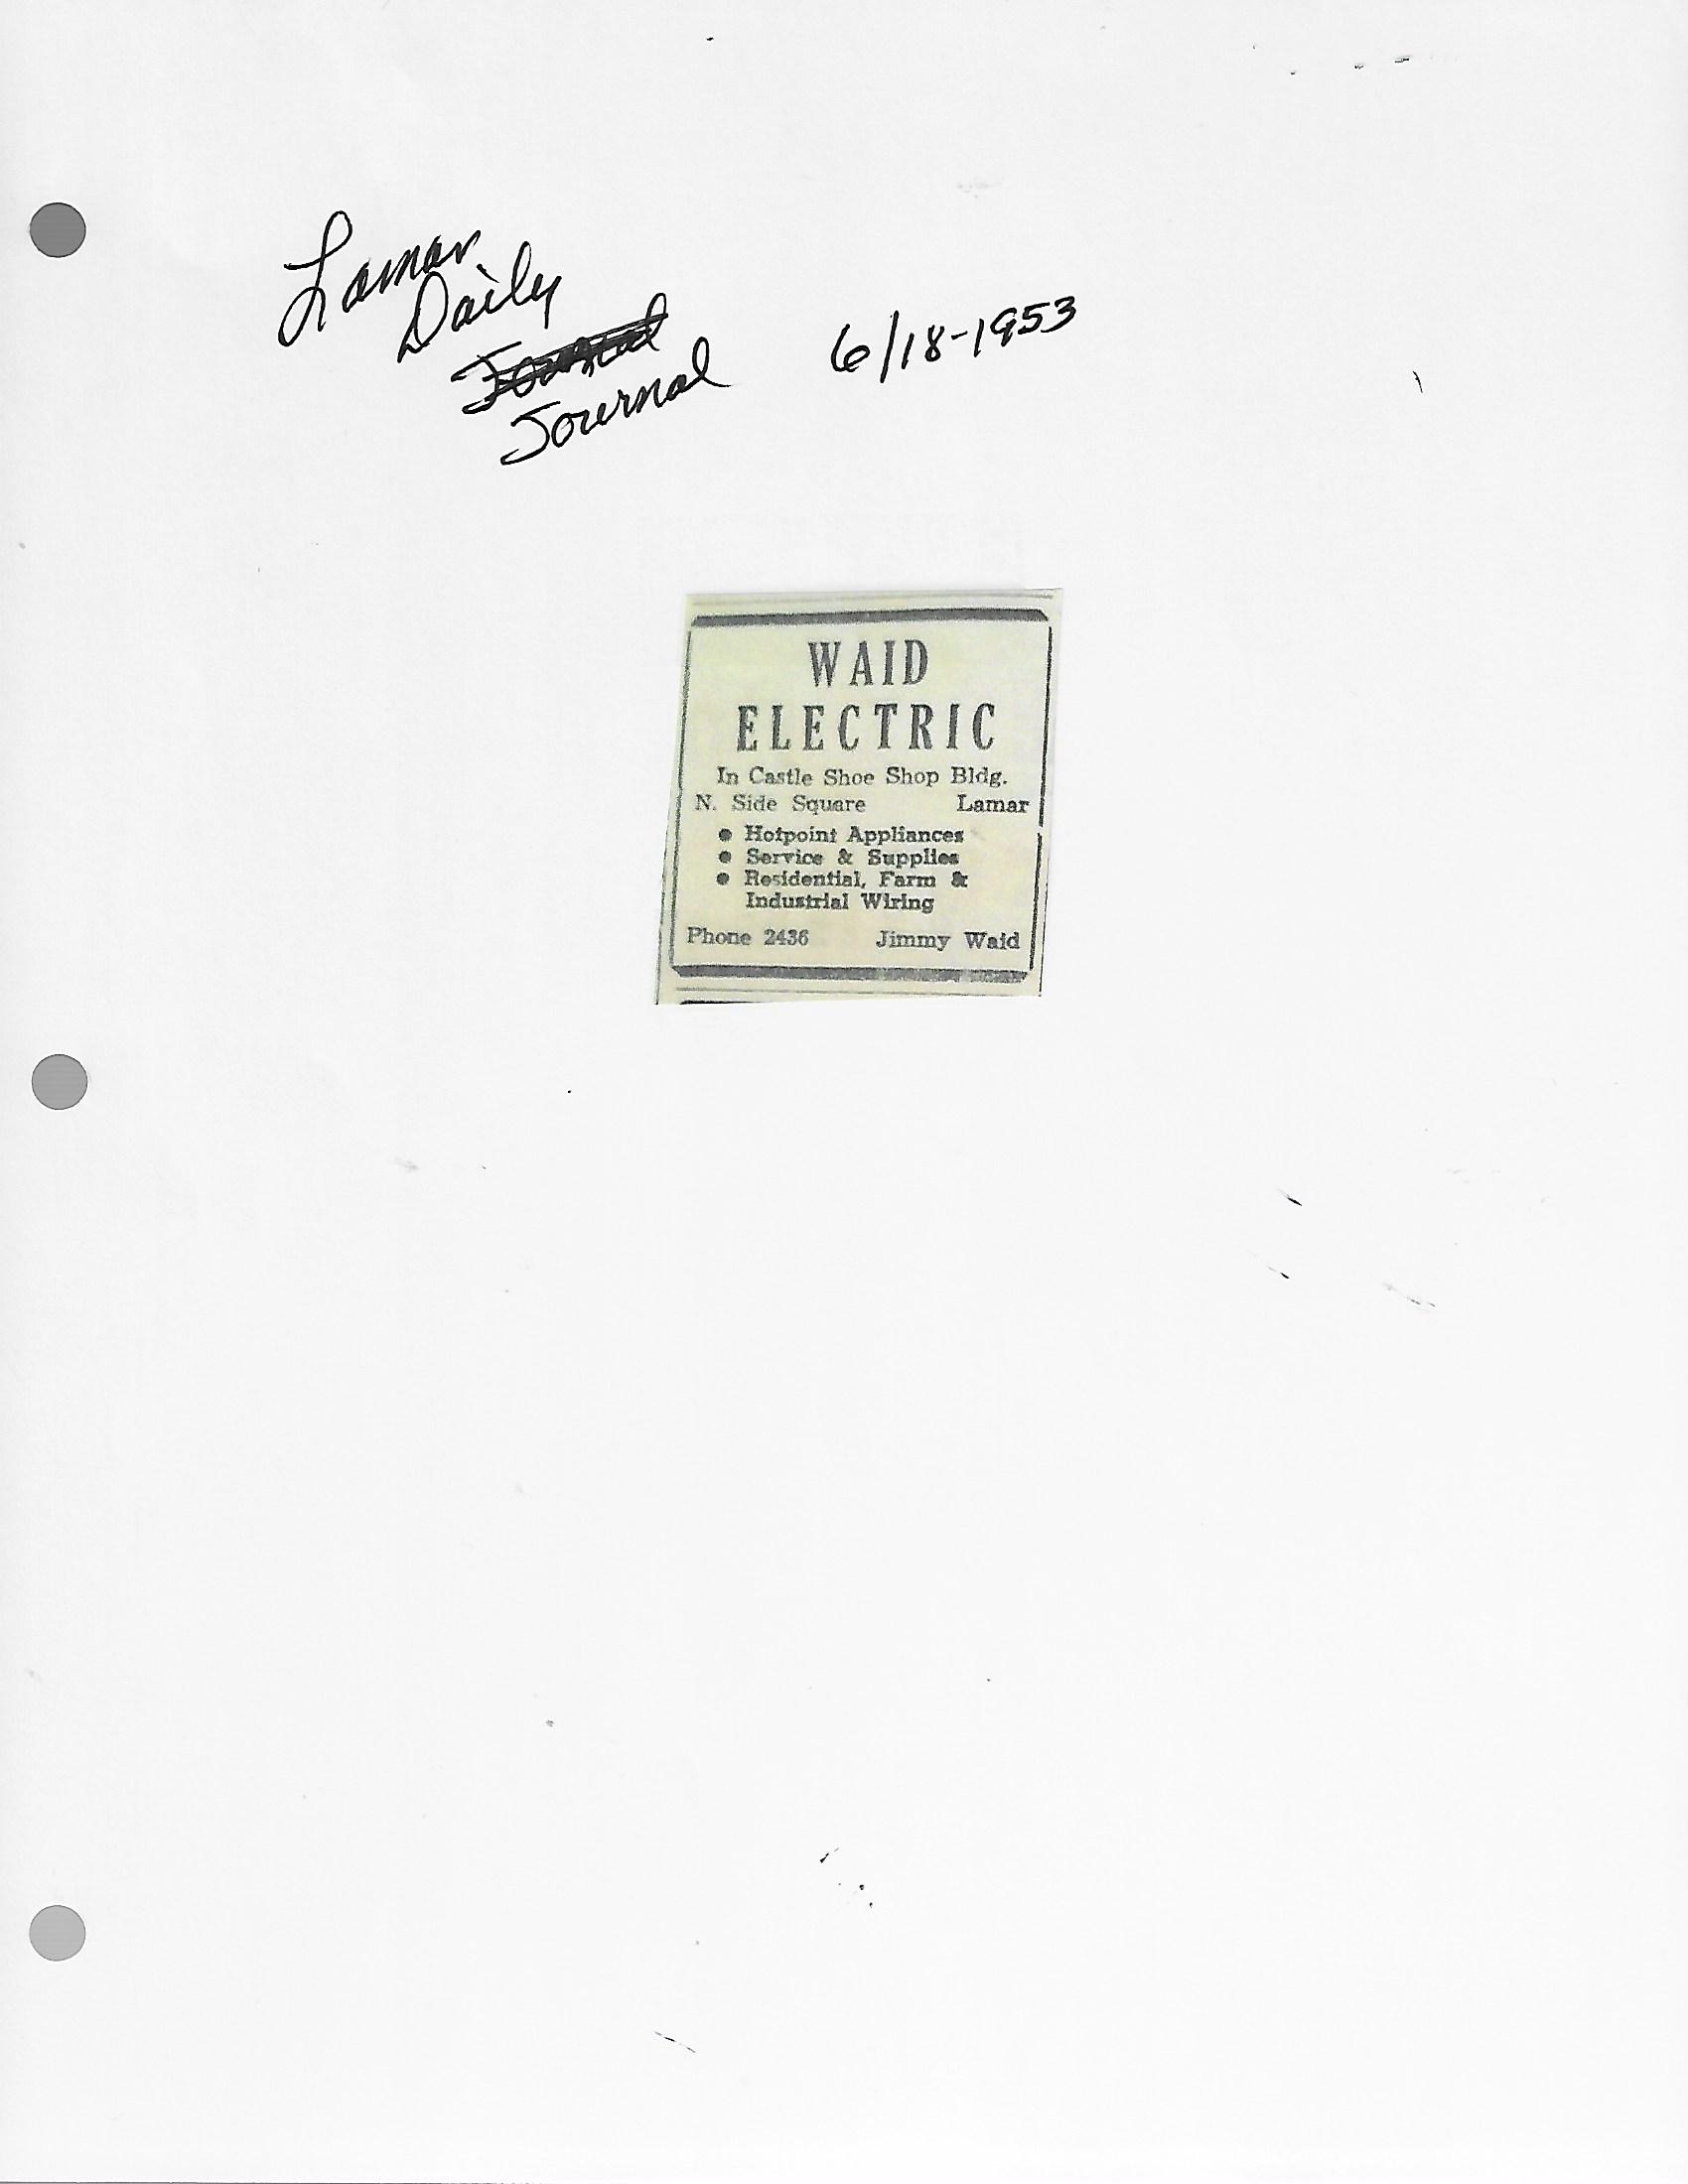 Lamar
Daily
Journal
6/18-1953
WAID
ELECTRIC
In Castle Shoe Shop Bldg.
N. Side Square Lamar
● Hotpoint Appliances
● Service & Supplies
● Residential, Farm &
Industrial Wiring
Phone 2436 Jimmy Waid